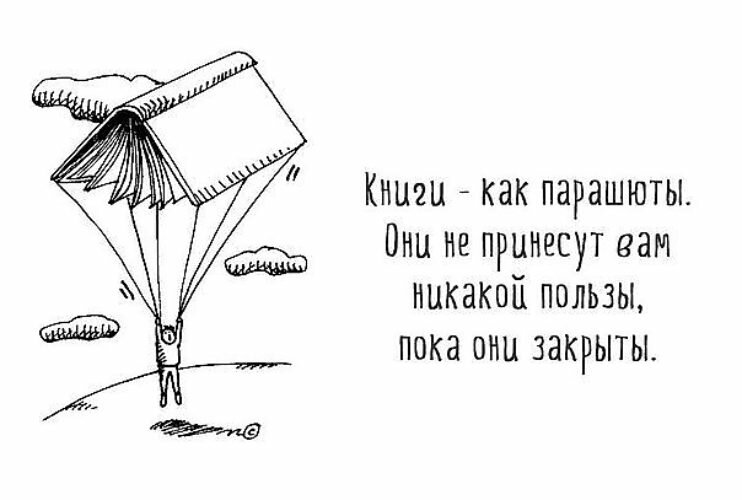 Книги - как парашюты.
Они не принесут вам
никакой пользы,
пока они закрыты.
©